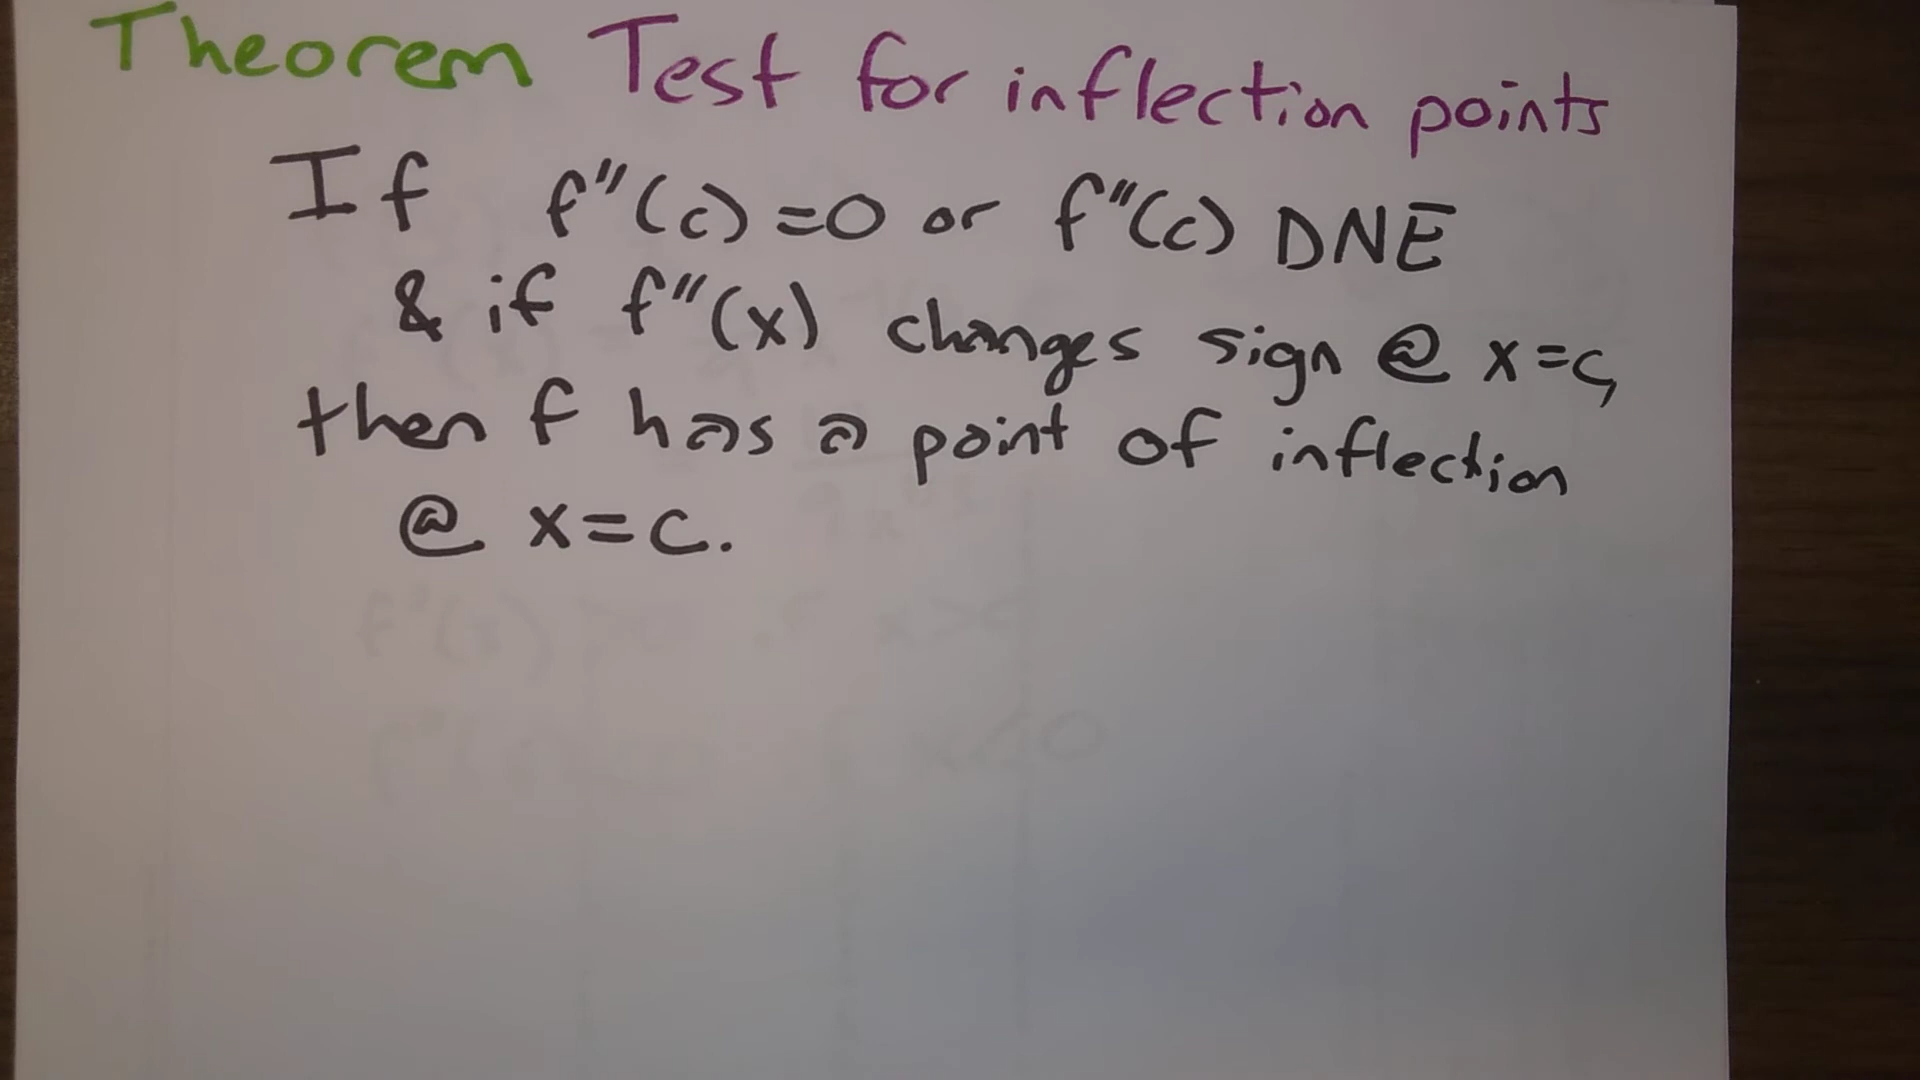 Theorem Test for inflection points
If f"(c)=0 or f"(c) DNE
& if f"(x) changes sign @ x=c,
then f has a point of inflection
@ x=c.